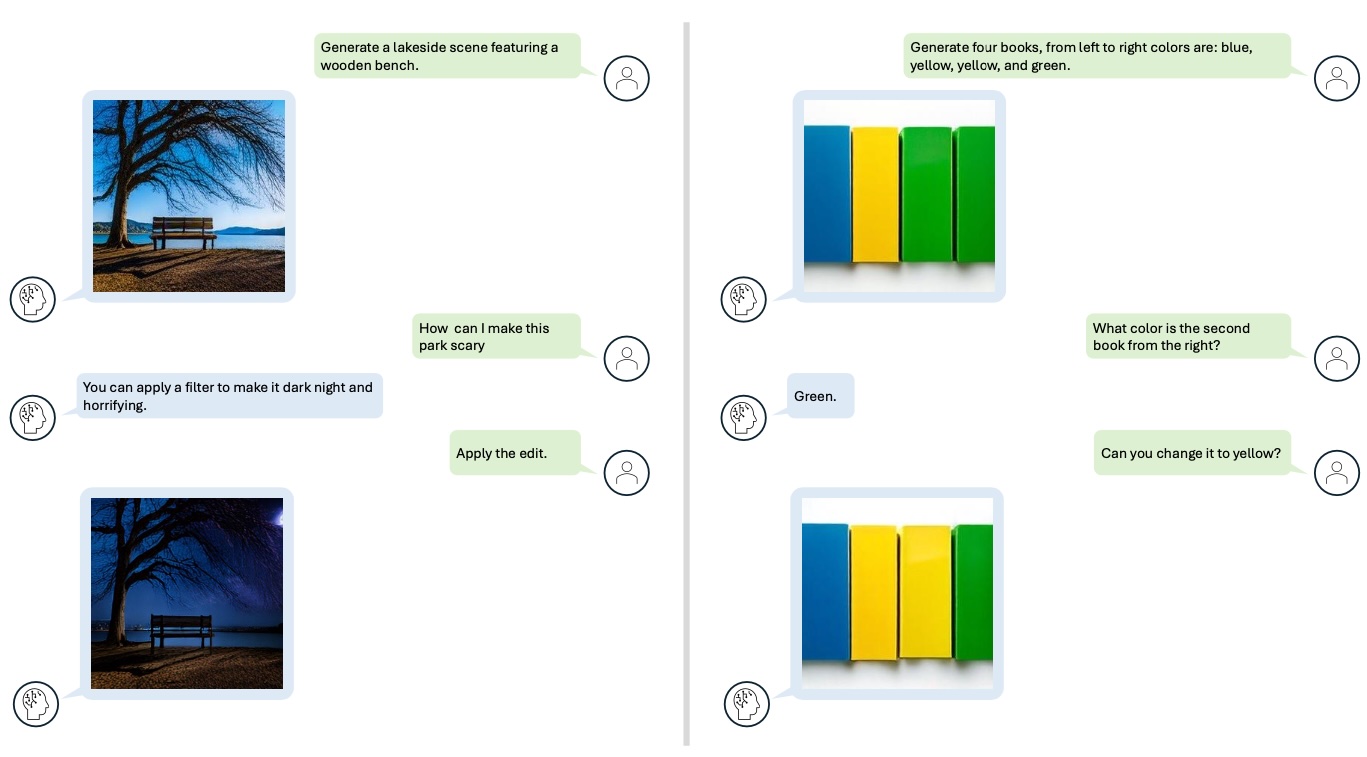 Generate a lakeside scene featuring a
wooden bench.
How can I make this
park scary
You can apply a filter to make it dark night and
horrifying.
Apply the edit.
Generate four books, from left to right colors are: blue,
yellow, yellow, and green.
What color is the second
book from the right?
Green.
Can you change it to yellow?